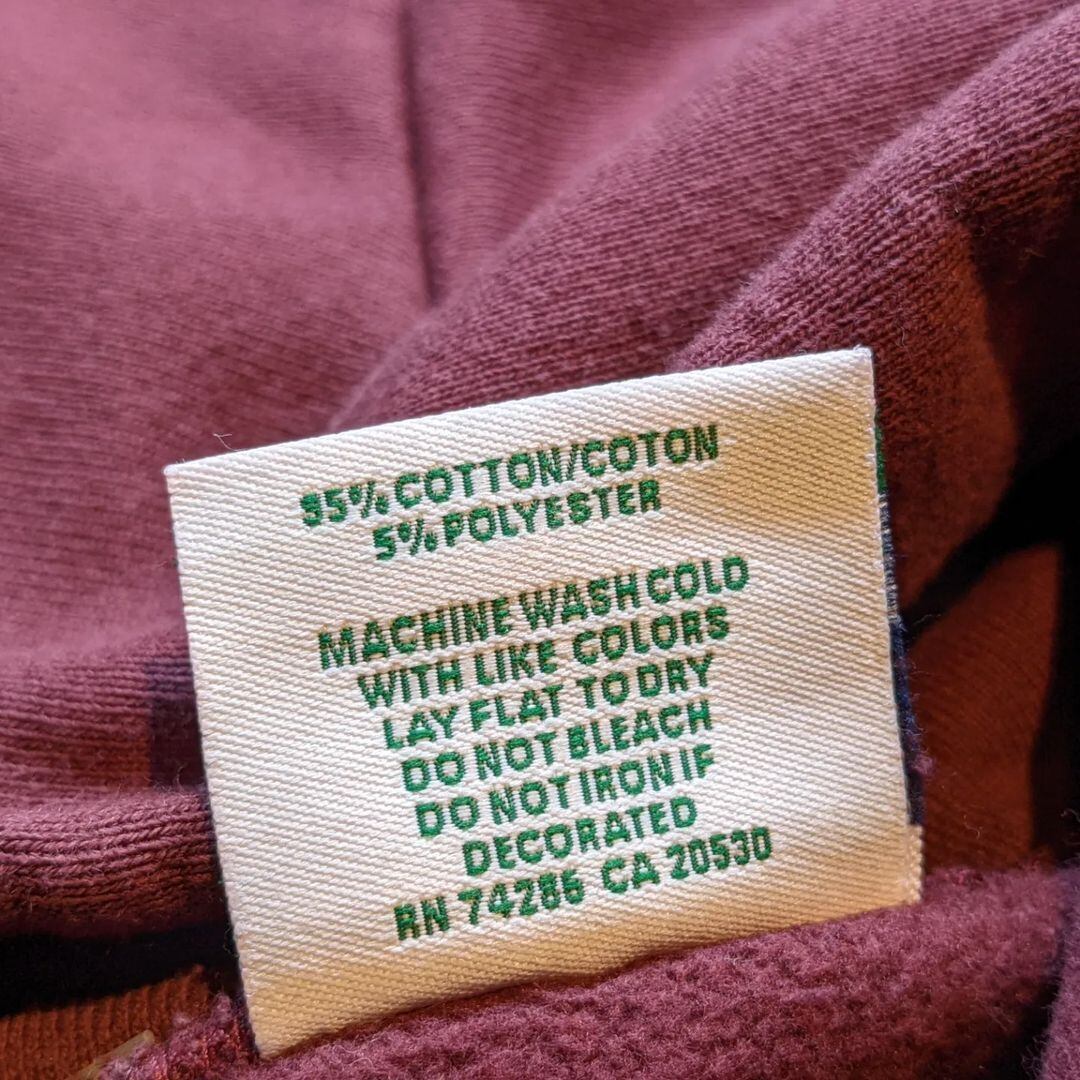 95% COTTON/COTON
5% POLYESTER
MACHINE WASH COLD
WITH LIKE COLORS
LAY FLAT TO DRY
DO NOT BLEACH
DO NOT IRON IF
DECORATED
RN 74286 CA 20530